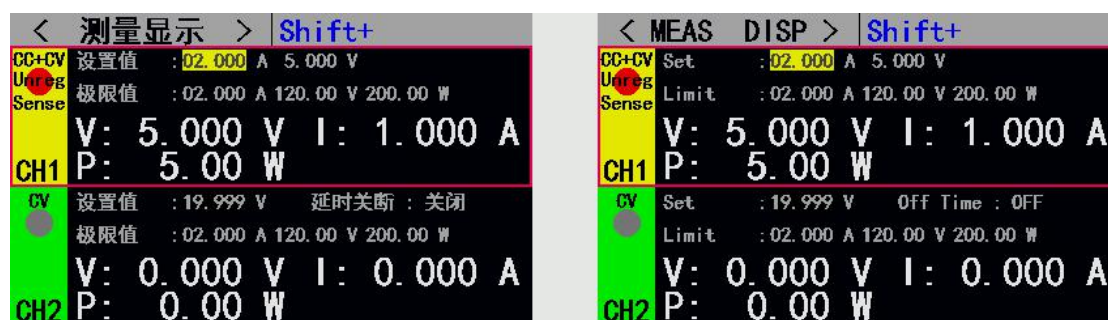 < 测量显示 > Shift+
CC+CV 设置值 :02.000 A 5.000 V
Unreg
Sense 极限值 :02.000 A 120.00 V 200.00 W
V: 5.000 V I: 1.000 A
CH1 P: 5.00 W
CV 设置值 :19.999 V 延时关断 : 关闭
极限值 :02.000 A 120.00 V 200.00 W
V: 0.000 V I: 0.000 A
CH2 P: 0.00 W
< MEAS DISP > Shift+
CC+CV Set :02.000 A 5.000 V
Unreg
Sense Limit :02.000 A 120.00 V 200.00 W
V: 5.000 V I: 1.000 A
CH1 P: 5.00 W
CV Set :19.999 V Off Time : OFF
Limit :02.000 A 120.00 V 200.00 W
V: 0.000 V I: 0.000 A
CH2 P: 0.00 W